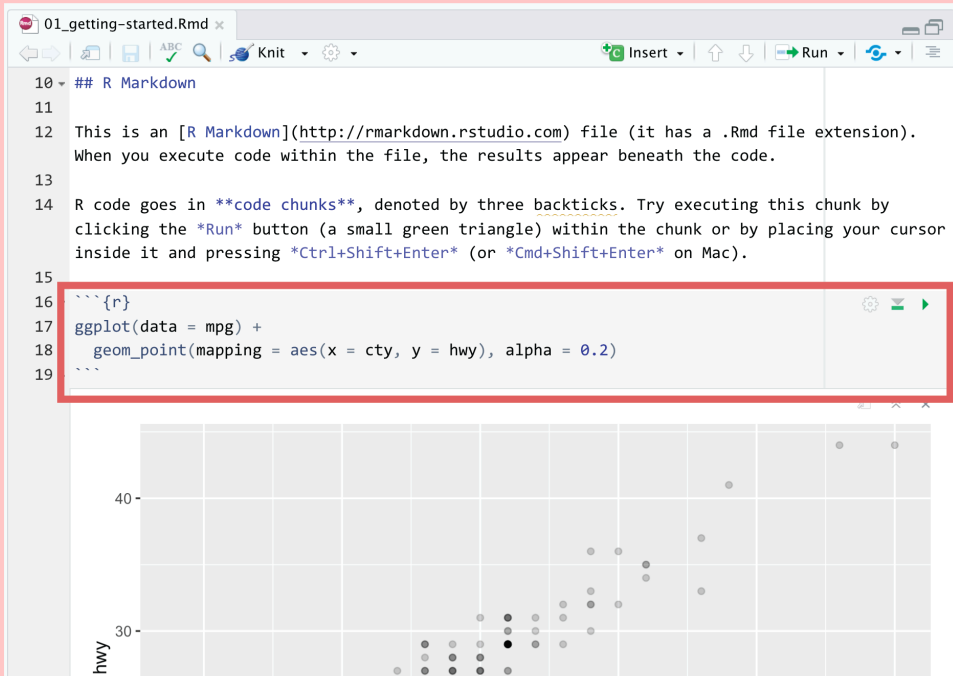 01_getting-started.Rmd
ABC Knit Insert Run
10 ## R Markdown
11
12 This is an [R Markdown](http://rmarkdown.rstudio.com) file (it has a .Rmd file extension).
When you execute code within the file, the results appear beneath the code.
13
14 R code goes in **code chunks**, denoted by three backticks. Try executing this chunk by
clicking the *Run* button (a small green triangle) within the chunk or by placing your cursor
inside it and pressing *Ctrl+Shift+Enter* (or *Cmd+Shift+Enter* on Mac).
15
16 ```{r}
17 ggplot(data = mpg) +
18   geom_point(mapping = aes(x = cty, y = hwy), alpha = 0.2)
19 ```
40
30
hwy